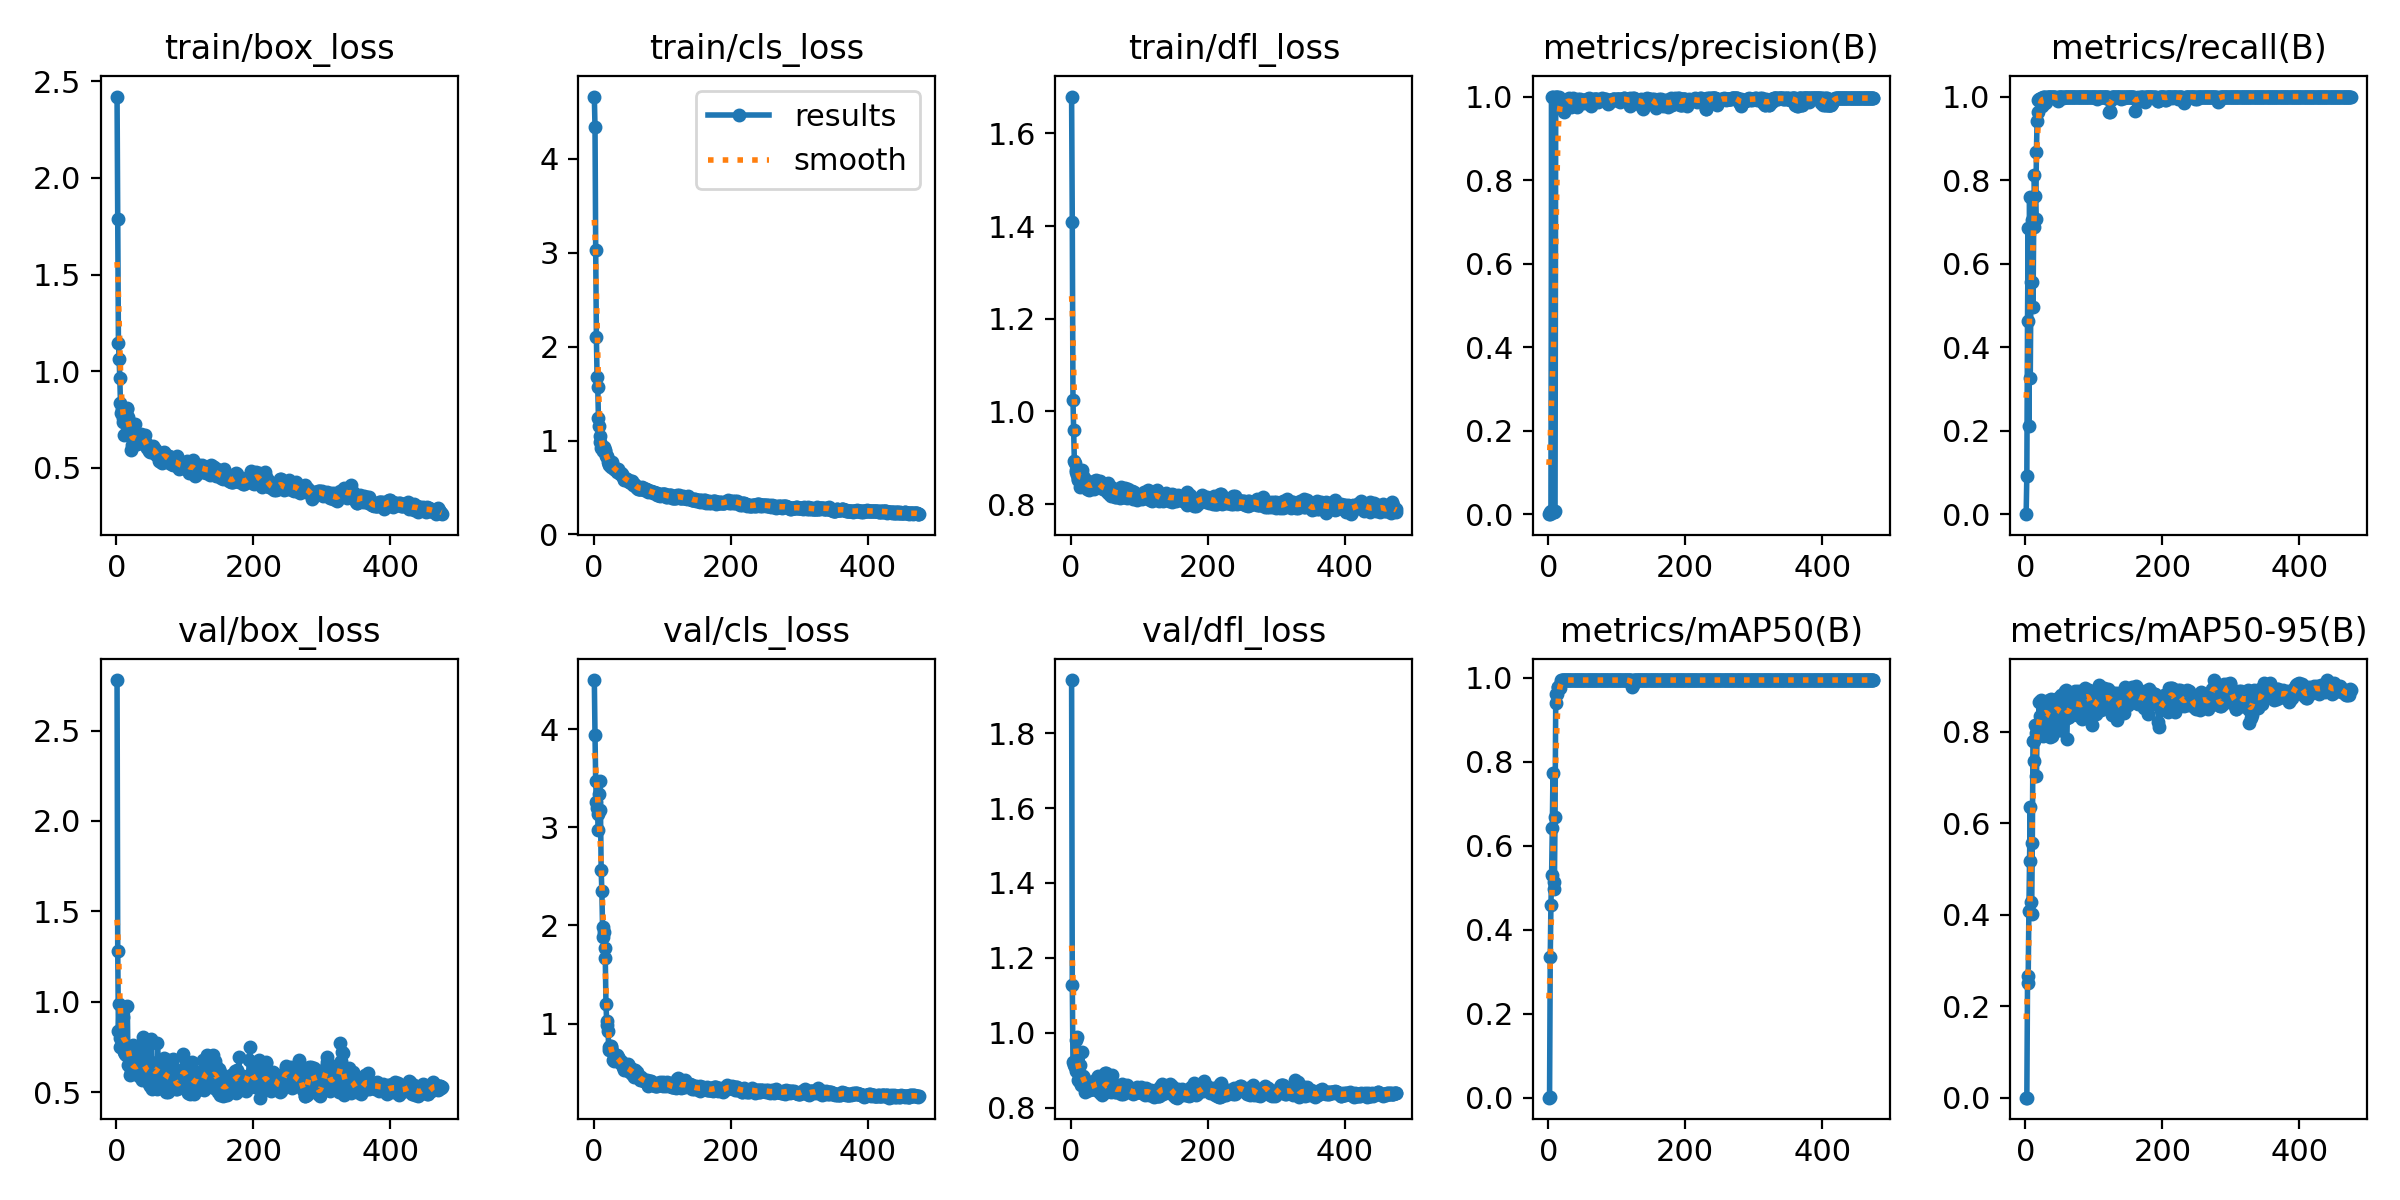 train/box_loss
2.5
2.0
1.5
1.0
0.5
0 200 400
train/cls_loss
results
smooth
4
3
2
1
0
0 200 400
train/dfl_loss
1.6
1.4
1.2
1.0
0.8
0 200 400
metrics/precision(B)
1.0
0.8
0.6
0.4
0.2
0.0
0 200 400
metrics/recall(B)
1.0
0.8
0.6
0.4
0.2
0.0
0 200 400
val/box_loss
2.5
2.0
1.5
1.0
0.5
0 200 400
val/cls_loss
4
3
2
1
0 200 400
val/dfl_loss
1.8
1.6
1.4
1.2
1.0
0.8
0 200 400
metrics/mAP50(B)
1.0
0.8
0.6
0.4
0.2
0.0
0 200 400
metrics/mAP50-95(B)
0.8
0.6
0.4
0.2
0.0
0 200 400